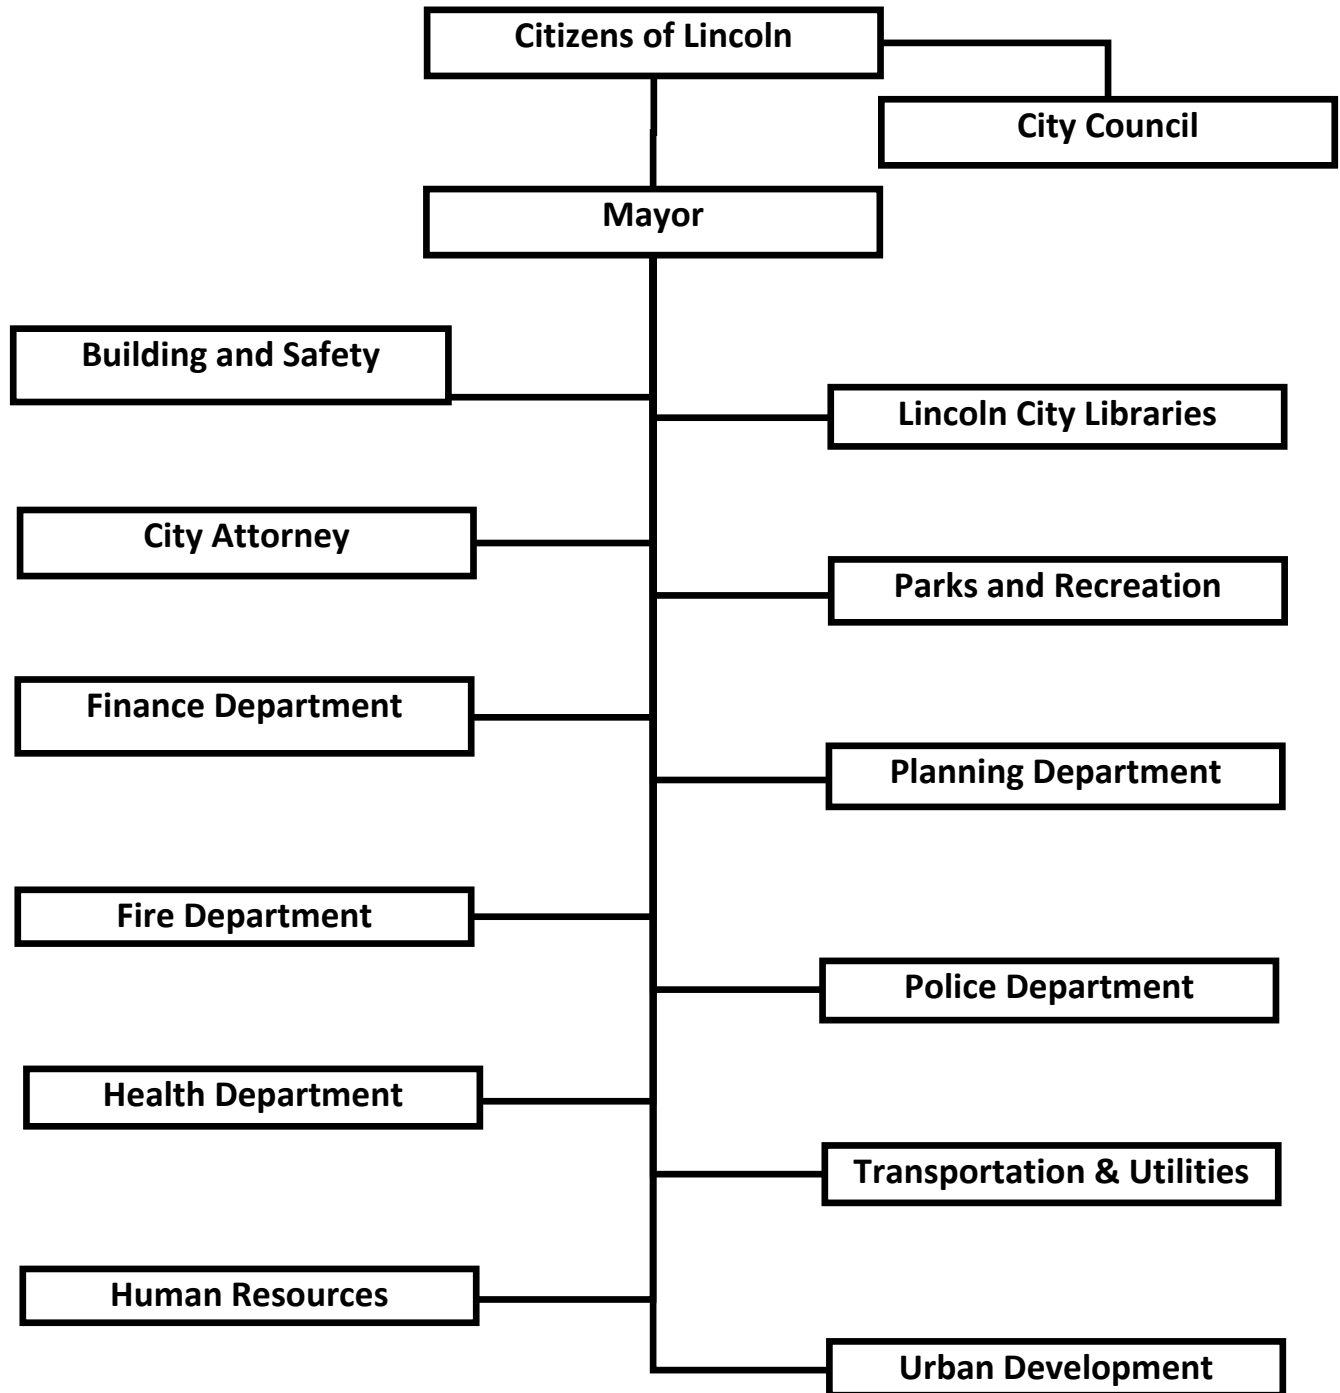 Citizens of Lincoln
City Council
Mayor
Building and Safety
Lincoln City Libraries
City Attorney
Parks and Recreation
Finance Department
Planning Department
Fire Department
Police Department
Health Department
Transportation & Utilities
Human Resources
Urban Development